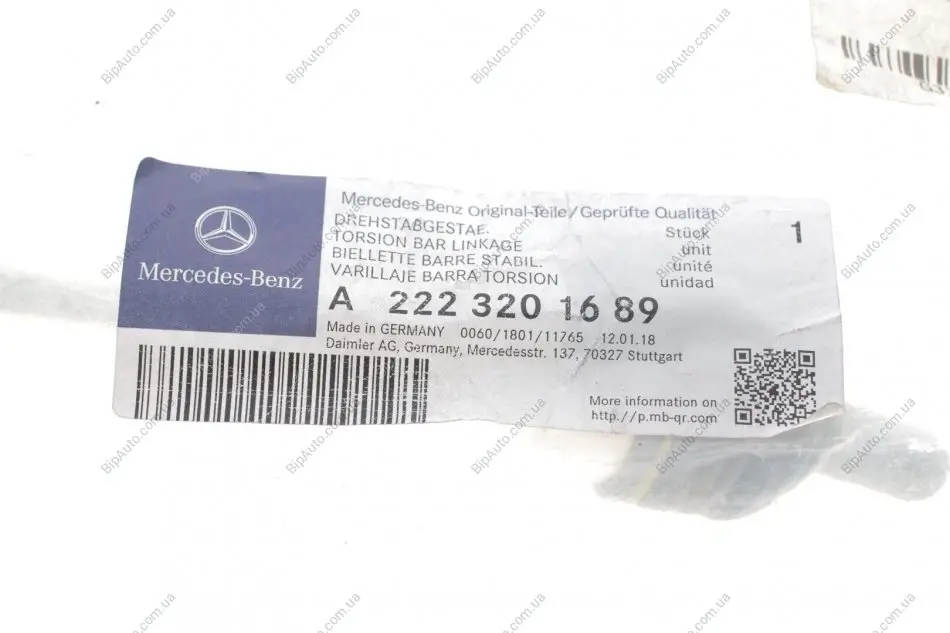 Mercedes-Benz
Mercedes-Benz Original-Teile/Geprüfte Qualität
DREHSTABGESTAE.
TORSION BAR LINKAGE
BIELLETTE BARRE STABIL.
VARILLAJE BARRA TORSION
Stück
unit
unité
unidad
1
A 222 320 16 89
Made in GERMANY 0060/1801/11765 12.01.18
Daimler AG, Germany, Mercedesstr. 137, 70327 Stuttgart
More information on
http://p.mb-qr.com
BipAuto.com.ua